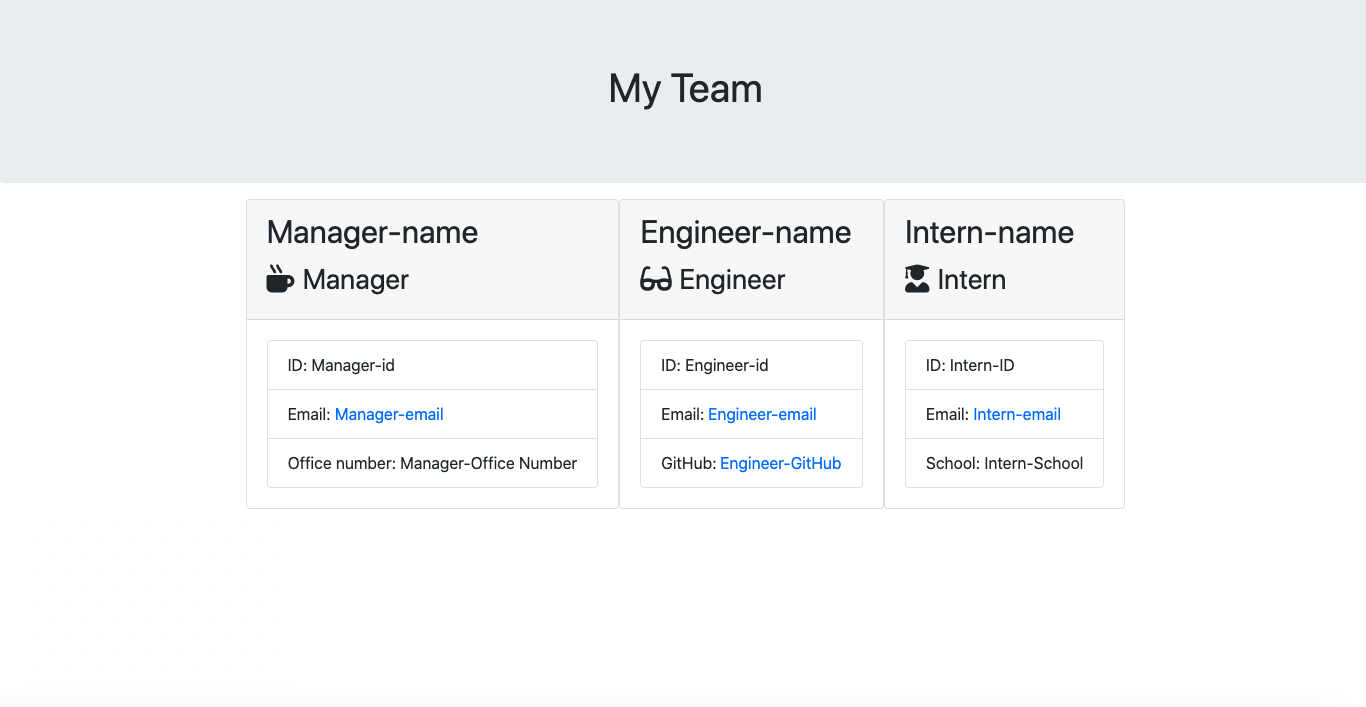 My Team
Manager-name
Manager
ID: Manager-id
Email: Manager-email
Office number: Manager-Office Number
Engineer-name
Engineer
ID: Engineer-id
Email: Engineer-email
GitHub: Engineer-GitHub
Intern-name
Intern
ID: Intern-ID
Email: Intern-email
School: Intern-School